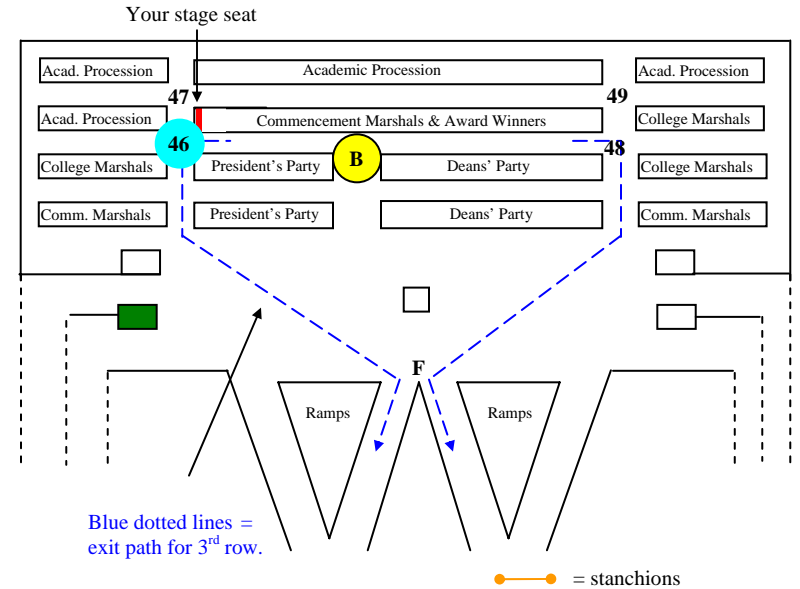 Your stage seat
Acad. Procession
Academic Procession
Acad. Procession
47
49
Acad. Procession
Commencement Marshals & Award Winners
College Marshals
46
48
College Marshals
President's Party
B
Deans' Party
College Marshals
Comm. Marshals
President's Party
Deans' Party
Comm. Marshals
F
Ramps
Ramps
Blue dotted lines =
exit path for 3rd row.
= stanchions